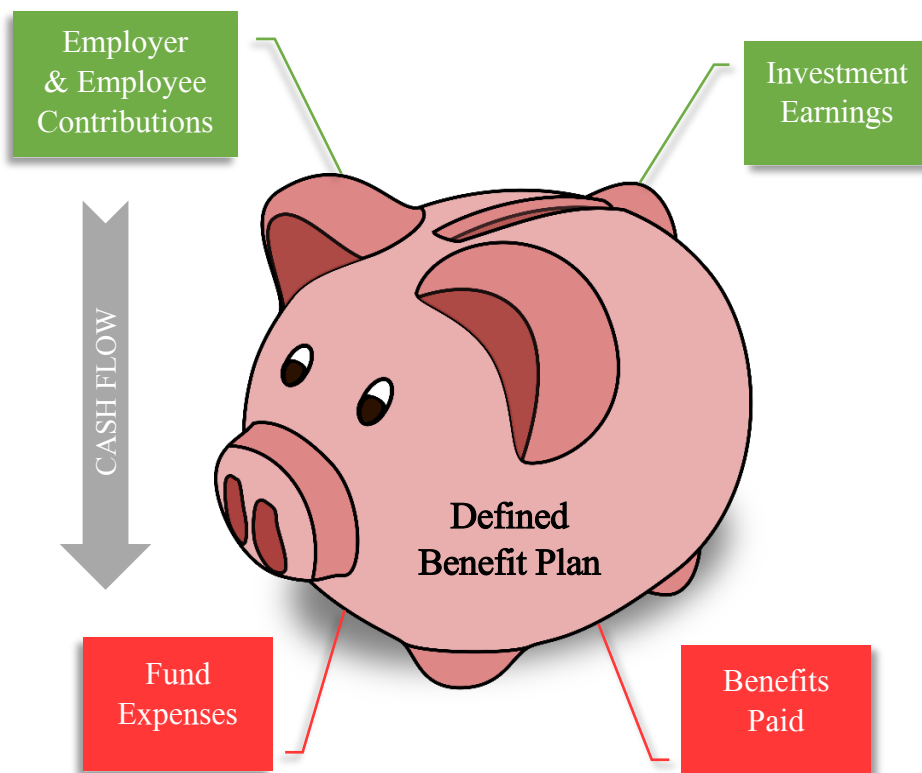 Employer
& Employee
Contributions
Investment
Earnings
CASH FLOW
Defined
Benefit Plan
Fund
Expenses
Benefits
Paid